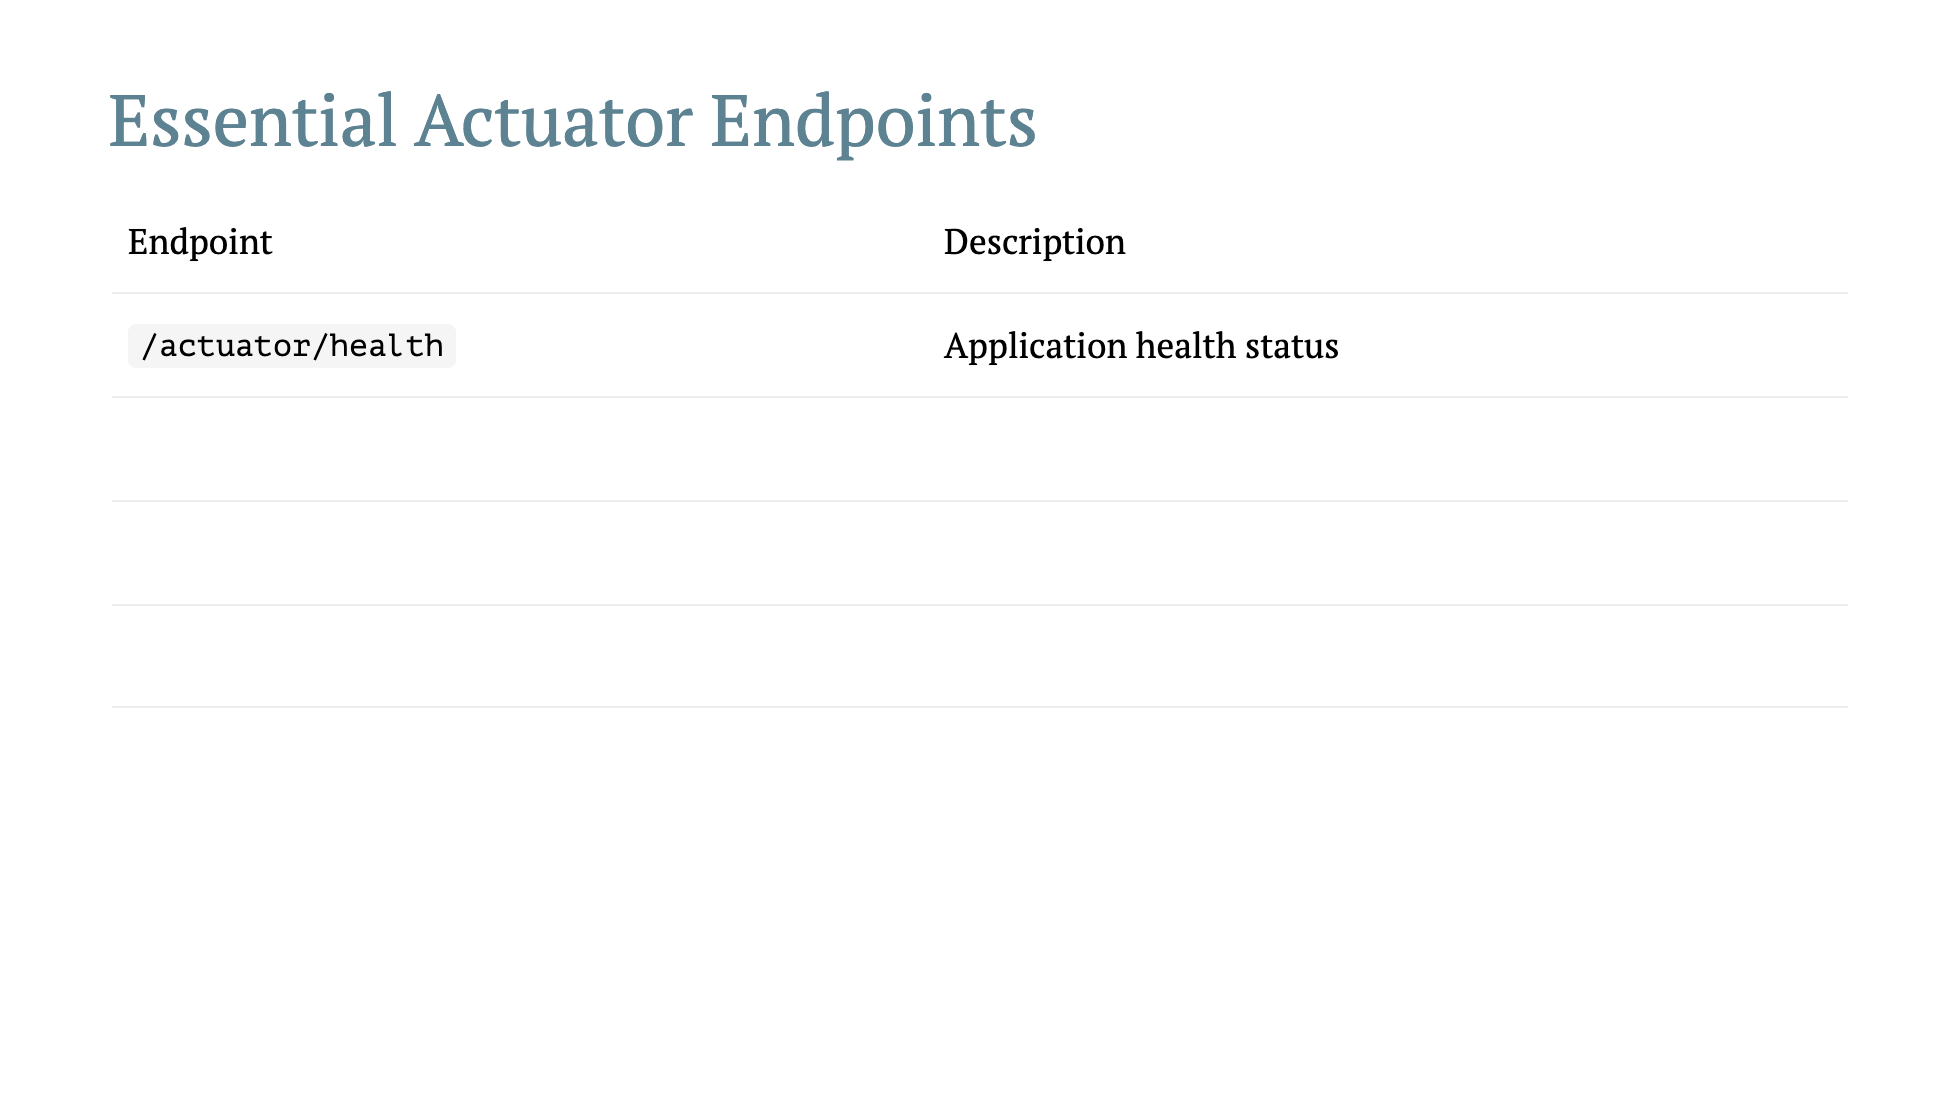 Essential Actuator Endpoints
Endpoint Description
/actuator/health Application health status